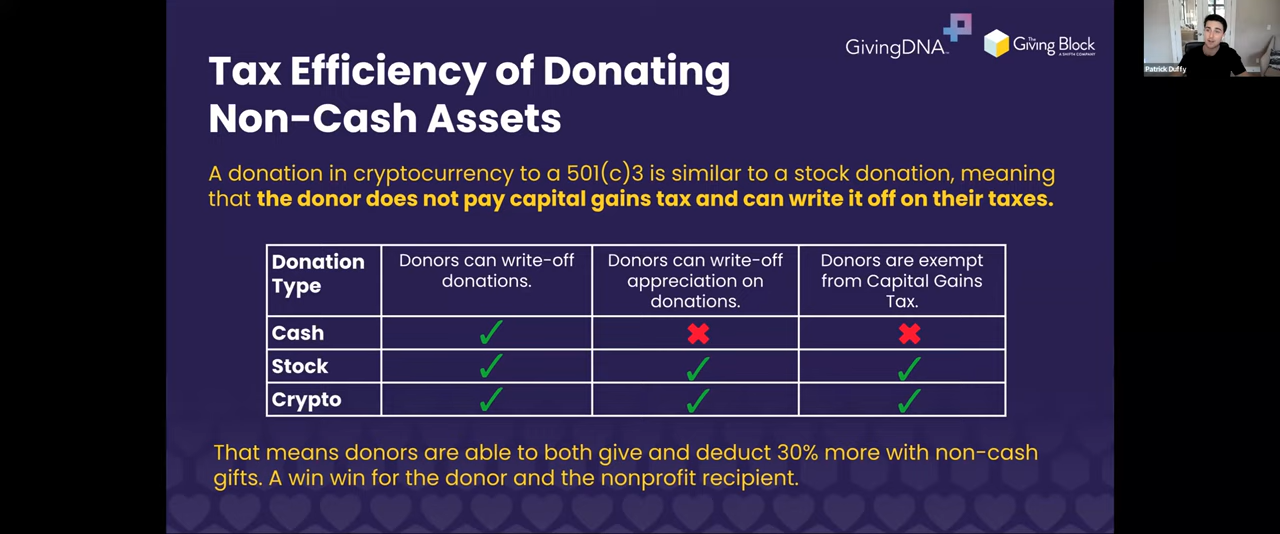 GivingDNA
The
Giving Block
A SHIFT4 COMPANY
Patrick Duffy
Tax Efficiency of Donating
Non-Cash Assets
A donation in cryptocurrency to a 501(c)3 is similar to a stock donation, meaning
that the donor does not pay capital gains tax and can write it off on their taxes.
Donation
Type
Donors can write-off
donations.
Donors can write-off
appreciation on
donations.
Donors are exempt
from Capital Gains
Tax.
Cash
Stock
Crypto
That means donors are able to both give and deduct 30% more with non-cash
gifts. A win win for the donor and the nonprofit recipient.